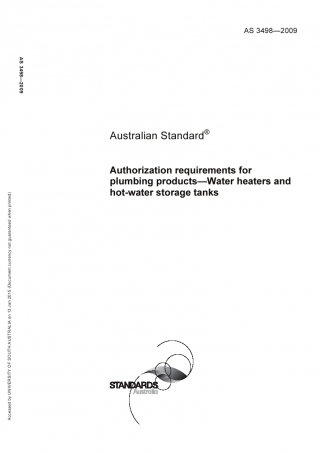 AS 3498—2009
AS 3498—2009
Australian Standard®
Authorization requirements for
plumbing products—Water heaters and
hot-water storage tanks
Accessed by UNIVERSITY OF SOUTH AUSTRALIA on 15 Jan 2015 (Document currency not guaranteed when printed)
STANDARDS
Australia